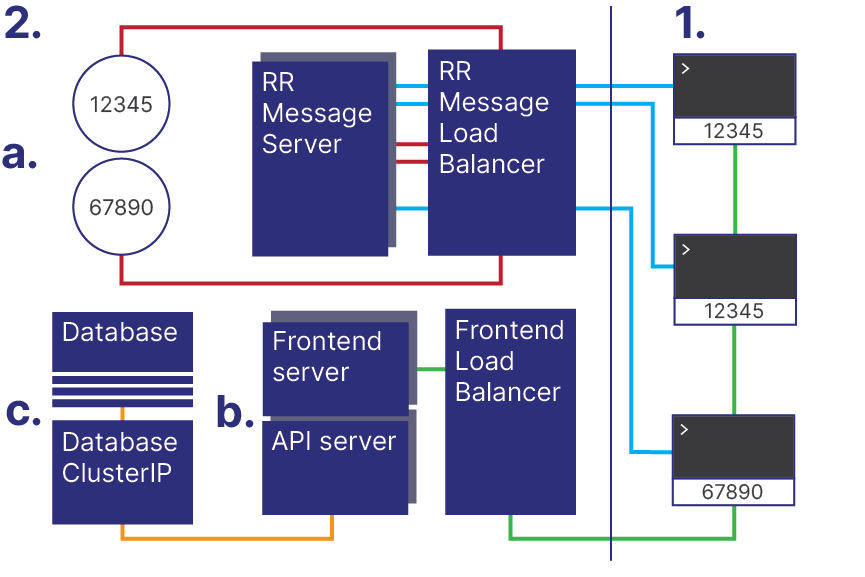 2.
1.
a.
12345
67890
RR
Message
Server
RR
Message
Load
Balancer
>
12345
>
12345
>
67890
c.
Database
Database
ClusterIP
b.
Frontend
server
API server
Frontend
Load
Balancer